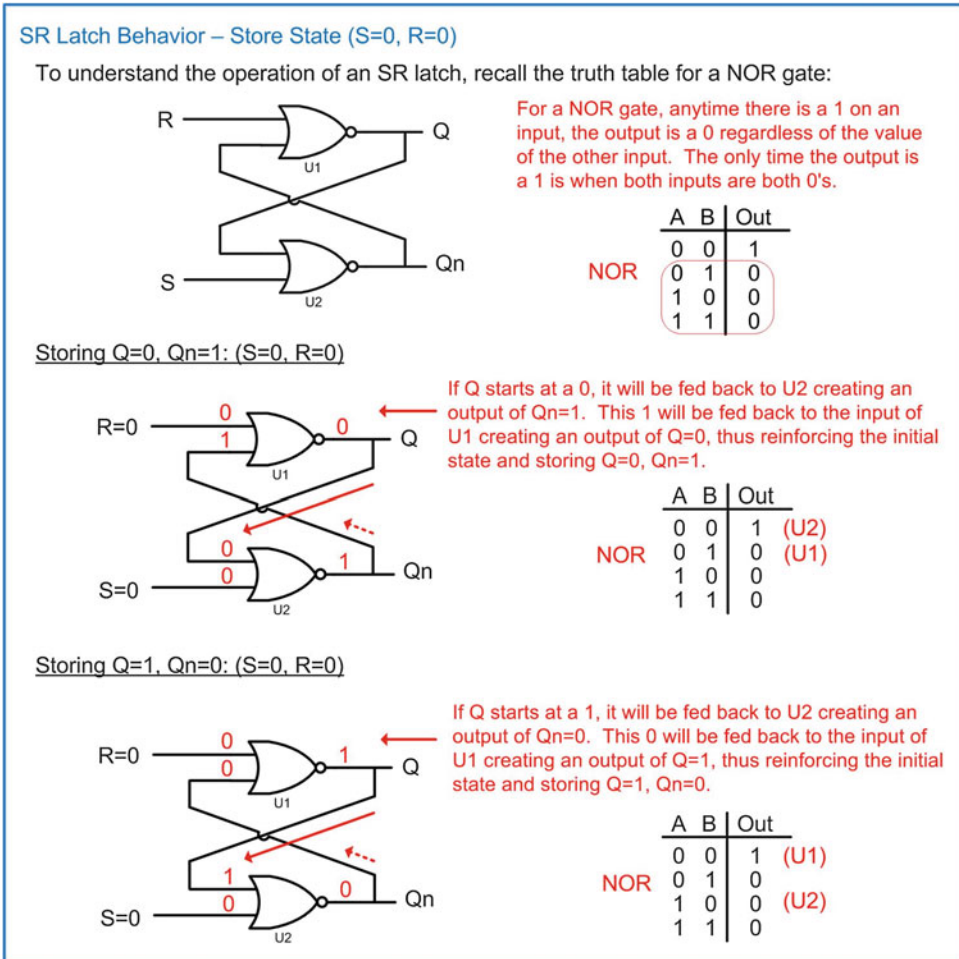 SR Latch Behavior – Store State (S=0, R=0)
To understand the operation of an SR latch, recall the truth table for a NOR gate:
R
Q
U1
Qn
S
U2
For a NOR gate, anytime there is a 1 on an
input, the output is a 0 regardless of the value
of the other input. The only time the output is
a 1 is when both inputs are both 0's.
NOR
A B Out
0 0 1
0 1 0
1 0 0
1 1 0
Storing Q=0, Qn=1: (S=0, R=0)
R=0
0
1
0
Q
U1
0
0
1
Qn
S=0
U2
If Q starts at a 0, it will be fed back to U2 creating an
output of Qn=1. This 1 will be fed back to the input of
U1 creating an output of Q=0, thus reinforcing the initial
state and storing Q=0, Qn=1.
NOR
A B Out
0 0 1 (U2)
0 1 0 (U1)
1 0 0
1 1 0
Storing Q=1, Qn=0: (S=0, R=0)
R=0
0
0
1
Q
U1
1
0
0
Qn
S=0
U2
If Q starts at a 1, it will be fed back to U2 creating an
output of Qn=0. This 0 will be fed back to the input of
U1 creating an output of Q=1, thus reinforcing the initial
state and storing Q=1, Qn=0.
NOR
A B Out
0 0 1 (U1)
0 1 0
1 0 0 (U2)
1 1 0